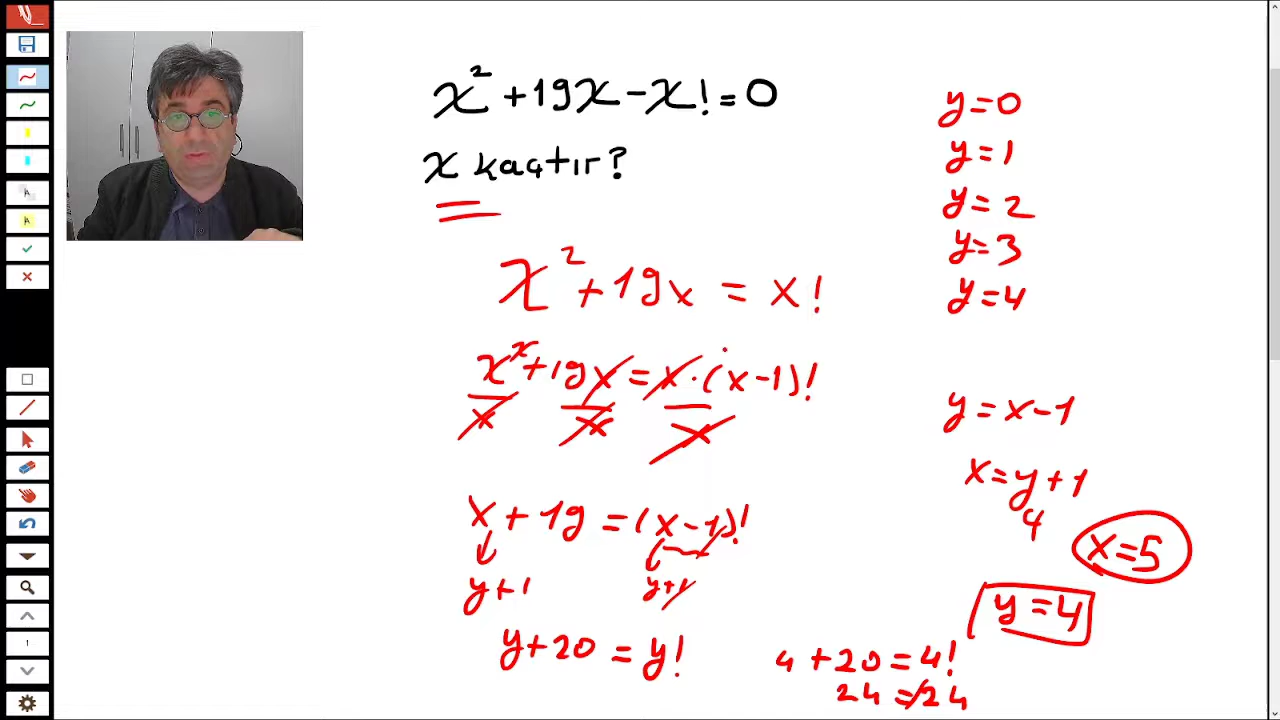 x² + 19x - x! = 0
x kaçtır?
x² + 19x = x!
x^x + 19x = x · (x-1)!
x x x
x + 19 = (x-1)!
y+1 y+1
y+20 = y!
y=0
y=1
y=2
y=3
y=4
y = x-1
x=y+1
4
x=5
y=4
4 + 20 = 4!
24 = 24